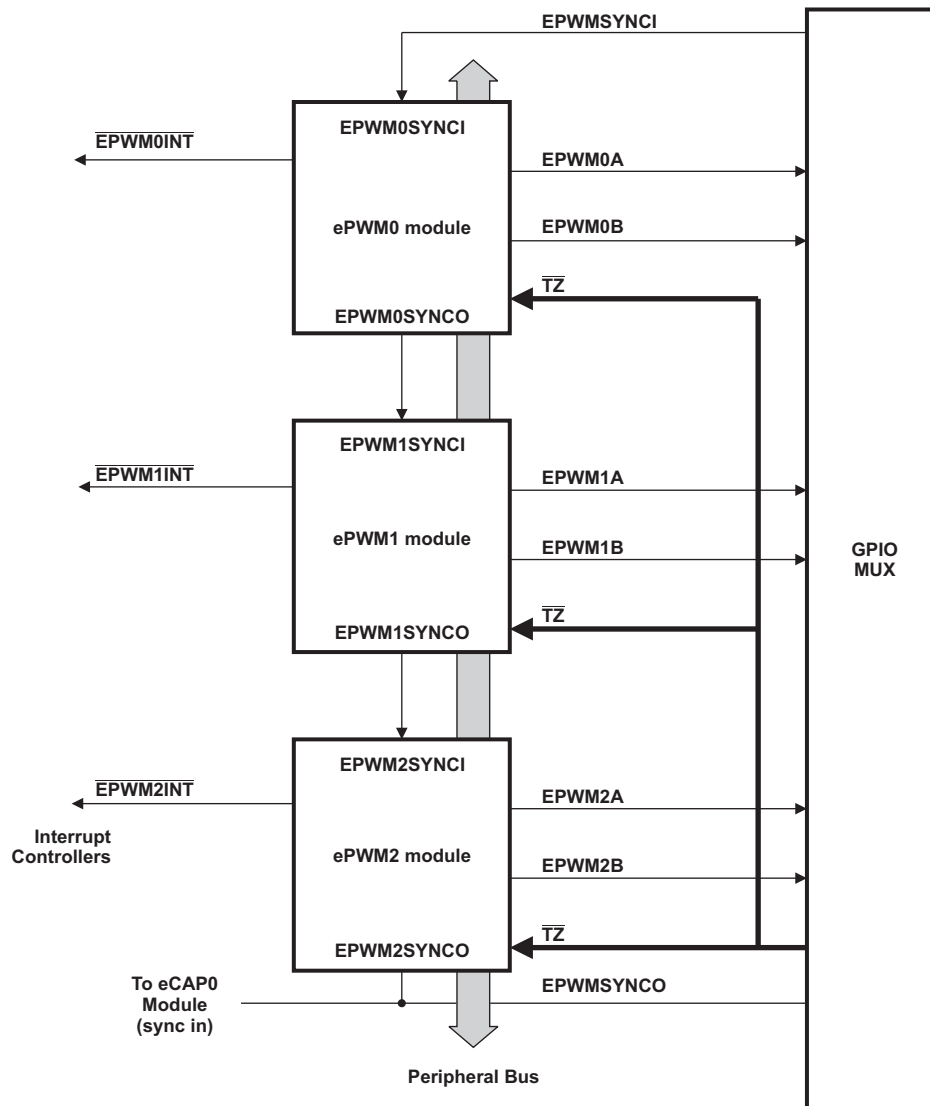 EPWMSYNCI
EPWM0SYNCI
EPWM0INT
EPWM0A
ePWM0 module
EPWM0B
TZ
EPWM0SYNCO
EPWM1SYNCI
EPWM1INT
EPWM1A
ePWM1 module
EPWM1B
GPIO
MUX
TZ
EPWM1SYNCO
EPWM2SYNCI
EPWM2INT
EPWM2A
Interrupt
Controllers
ePWM2 module
EPWM2B
TZ
EPWM2SYNCO
To eCAP0
Module
(sync in)
EPWMSYNCO
Peripheral Bus